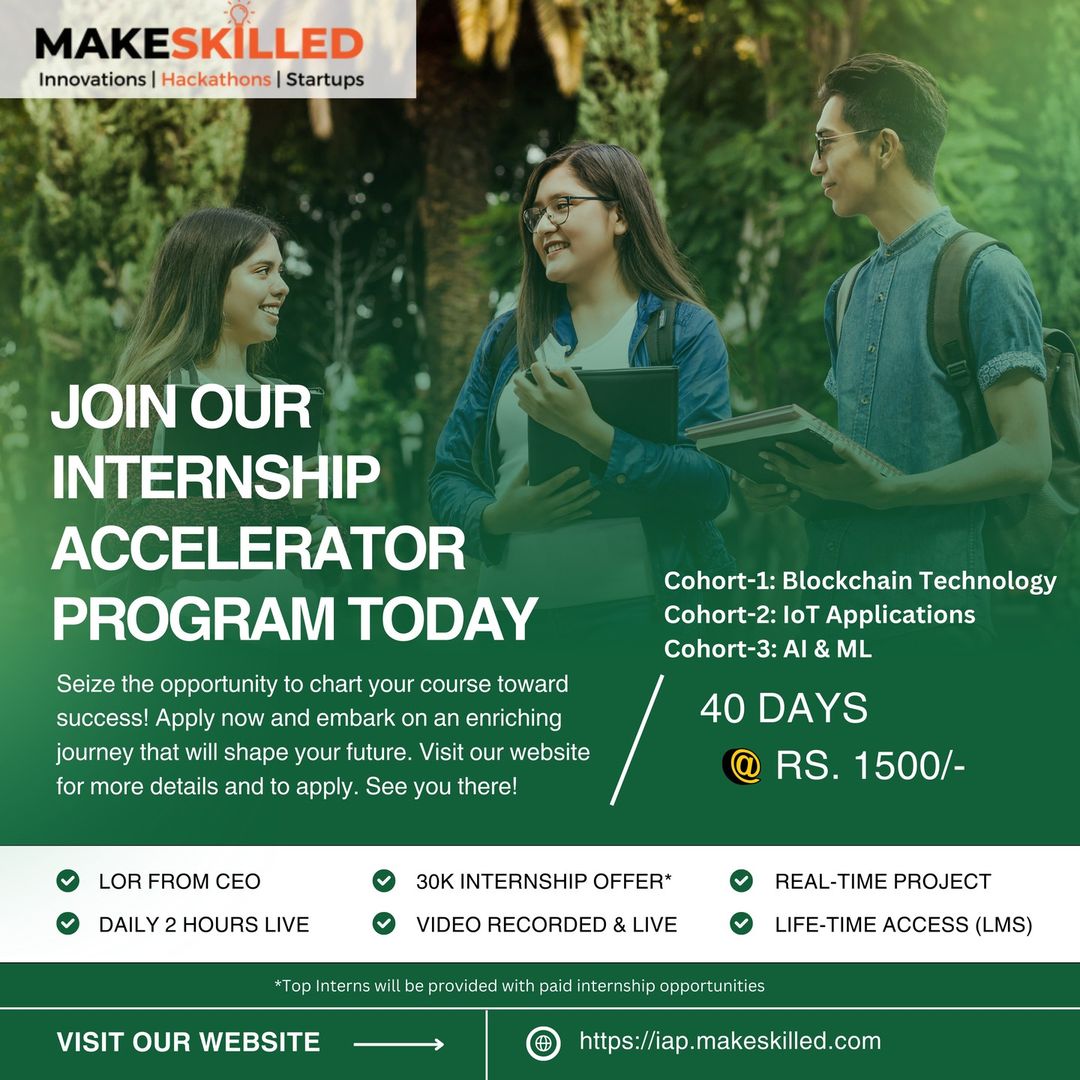 MAKESKILLED
Innovations | Hackathons | Startups
JOIN OUR
INTERNSHIP
ACCELERATOR
PROGRAM TODAY
Seize the opportunity to chart your course toward
success! Apply now and embark on an enriching
journey that will shape your future. Visit our website
for more details and to apply. See you there!
Cohort-1: Blockchain Technology
Cohort-2: IoT Applications
Cohort-3: AI & ML
40 DAYS
@ RS. 1500/-
LOR FROM CEO
30K INTERNSHIP OFFER*
REAL-TIME PROJECT
DAILY 2 HOURS LIVE
VIDEO RECORDED & LIVE
LIFE-TIME ACCESS (LMS)
*Top Interns will be provided with paid internship opportunities
VISIT OUR WEBSITE
https://iap.makeskilled.com